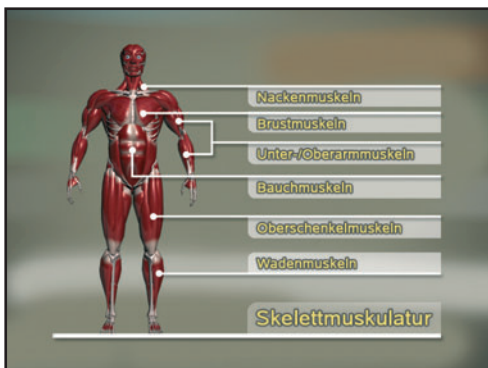 Nackenmuskeln
Brustmuskeln
Unter-/Oberarmmuskeln
Bauchmuskeln
Oberschenkelmuskeln
Wadenmuskeln
Skelettmuskulatur